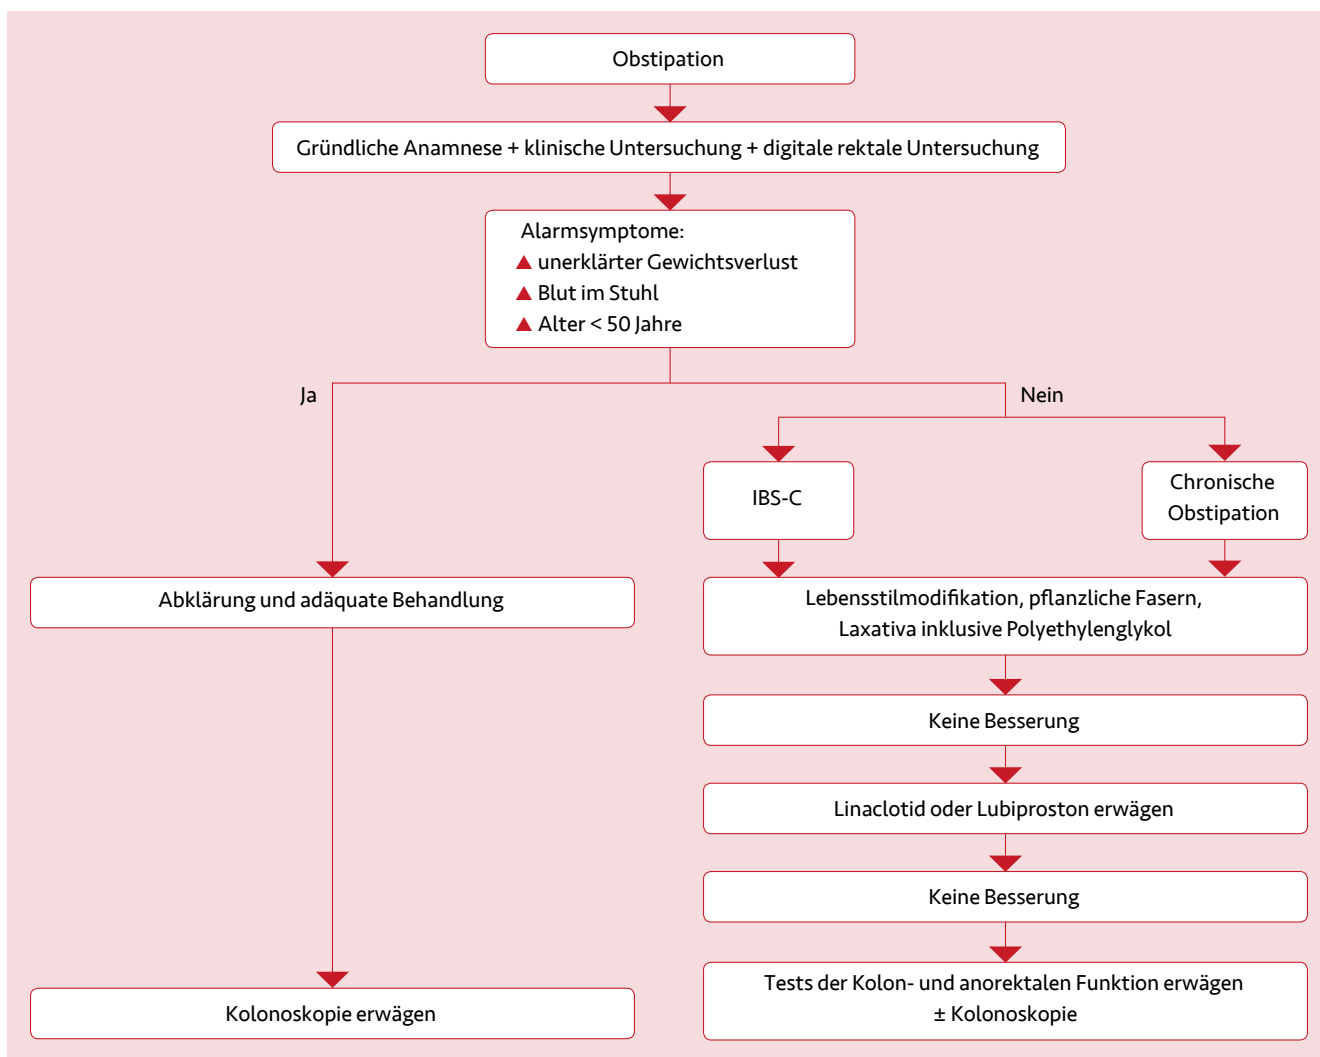 Obstipation
Gründliche Anamnese + klinische Untersuchung + digitale rektale Untersuchung
Alarmsymptome:
▲ unerklärter Gewichtsverlust
▲ Blut im Stuhl
▲ Alter < 50 Jahre
Ja
Nein
IBS-C
Chronische
Obstipation
Abklärung und adäquate Behandlung
Lebensstilmodifikation, pflanzliche Fasern,
Laxativa inklusive Polyethylenglykol
Keine Besserung
Linaclotid oder Lubiproston erwägen
Keine Besserung
Kolonoskopie erwägen
Tests der Kolon- und anorektalen Funktion erwägen
± Kolonoskopie